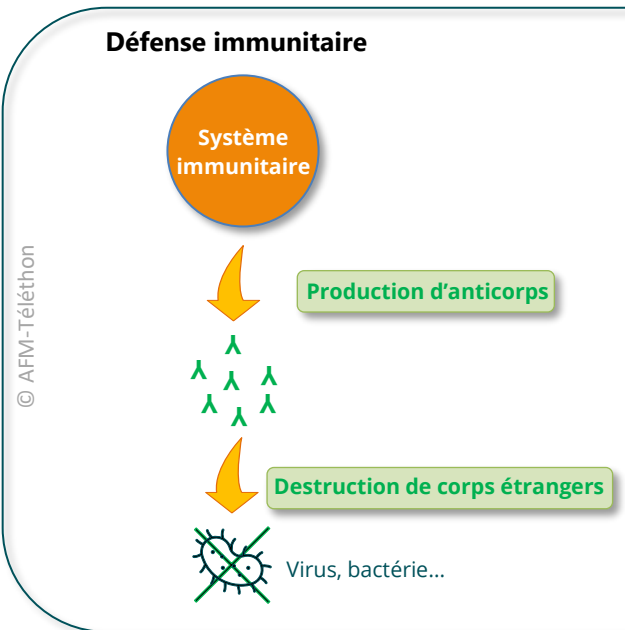 Défense immunitaire
Système
immunitaire
Production d'anticorps
© AFM-Téléthon
Destruction de corps étrangers
Virus, bactérie...